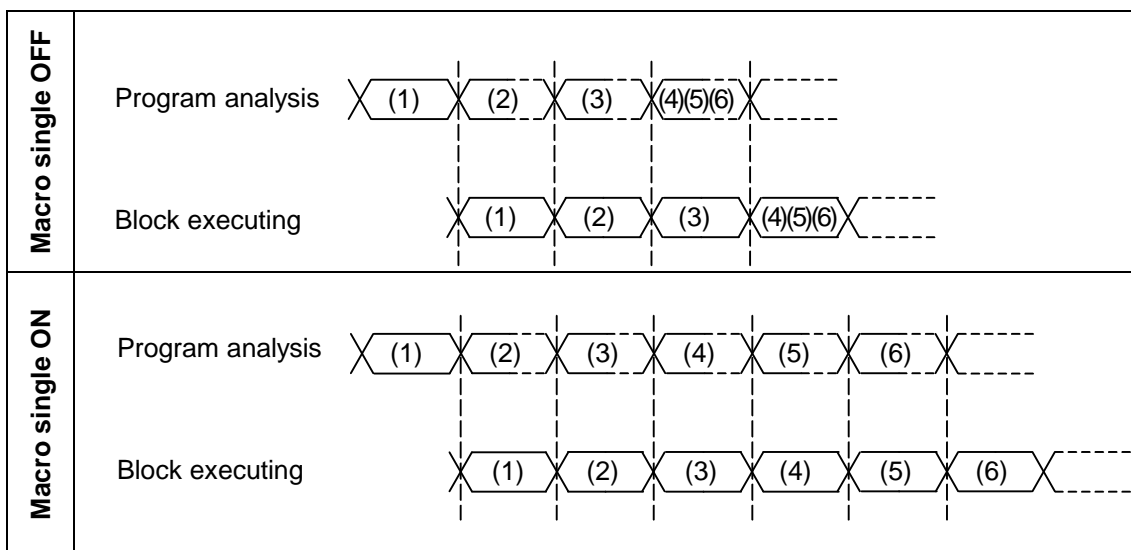 Macro single OFF
Program analysis (1) (2) (3) (4)(5)(6)
Block executing (1) (2) (3) (4)(5)(6)
Macro single ON
Program analysis (1) (2) (3) (4) (5) (6)
Block executing (1) (2) (3) (4) (5) (6)